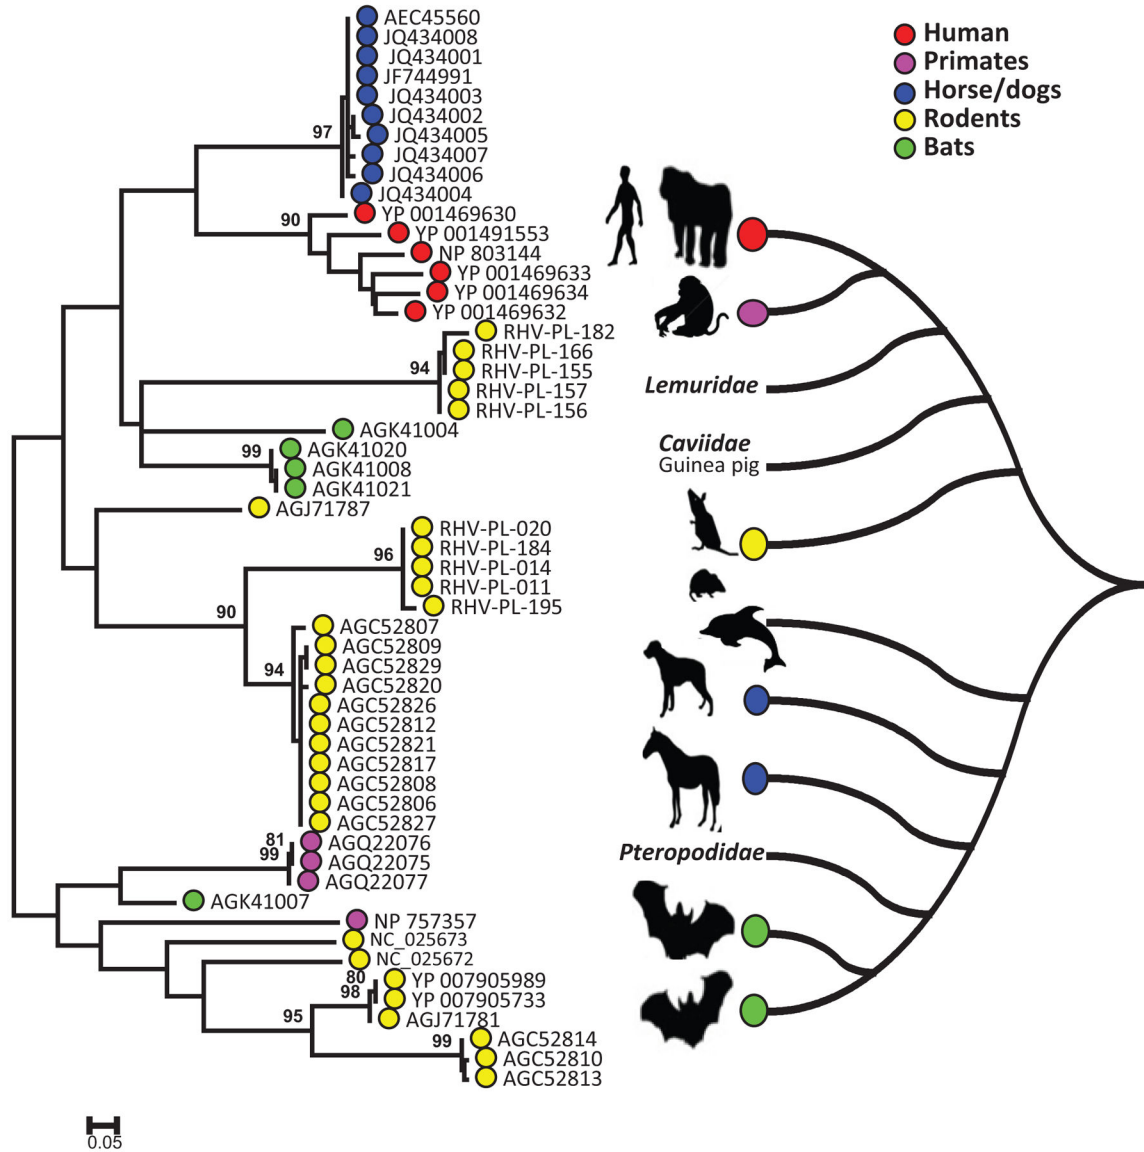 AEC45560
JQ434008
JQ434001
JF744991
JQ434003
JQ434002
JQ434005
JQ434007
JQ434006
JQ434004
YP 001469630
YP 001491553
NP 803144
YP 001469633
YP 001469634
YP 001469632
RHV-PL-182
RHV-PL-166
RHV-PL-155
RHV-PL-157
RHV-PL-156
AGK41004
AGK41020
AGK41008
AGK41021
AGJ71787
RHV-PL-020
RHV-PL-184
RHV-PL-014
RHV-PL-011
RHV-PL-195
AGC52807
AGC52809
AGC52829
AGC52820
AGC52826
AGC52812
AGC52821
AGC52817
AGC52808
AGC52806
AGC52827
AGQ22076
AGQ22075
AGQ22077
AGK41007
NP 757357
NC_025673
NC_025672
YP 007905989
YP 007905733
AGJ71781
AGC52814
AGC52810
AGC52813
97
90
94
99
96
90
94
81
99
80
98
95
99
0.05
Human
Primates
Horse/dogs
Rodents
Bats
Lemuridae
Caviidae
Guinea pig
Pteropodidae